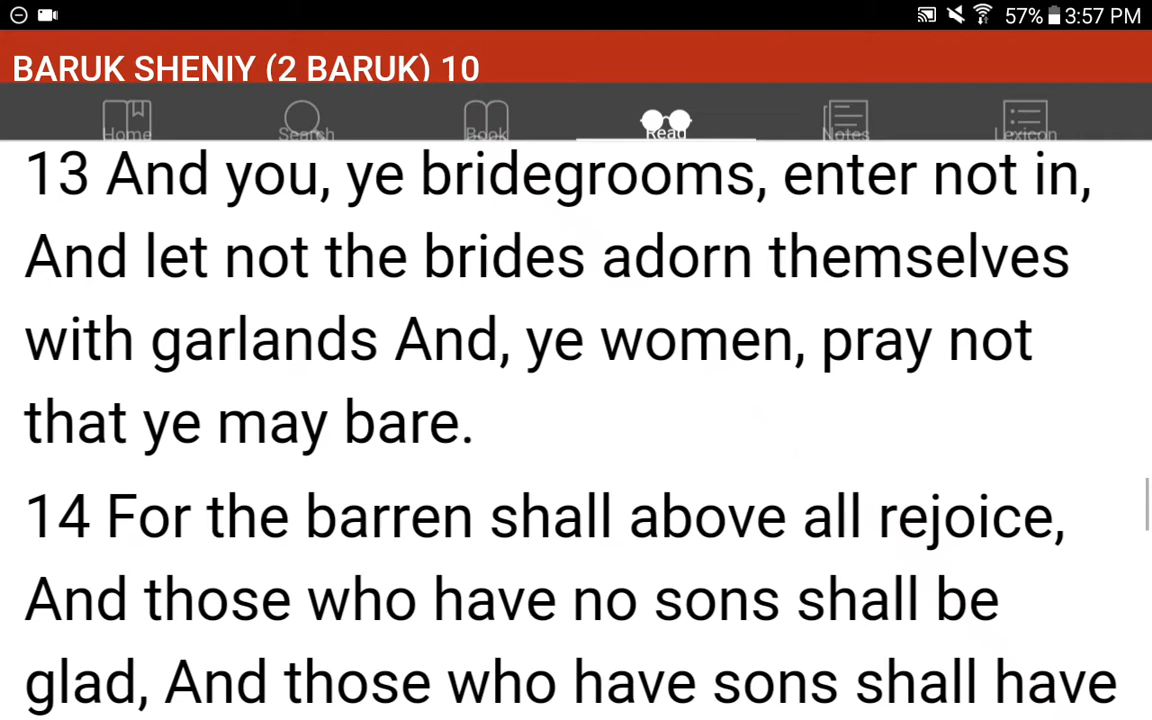 57% 3:57 PM
BARUK SHENIY (2 BARUK) 10
Home Search Book Read Notes Lexicon
13 And you, ye bridegrooms, enter not in,
And let not the brides adorn themselves
with garlands And, ye women, pray not
that ye may bare.
14 For the barren shall above all rejoice,
And those who have no sons shall be
glad, And those who have sons shall have